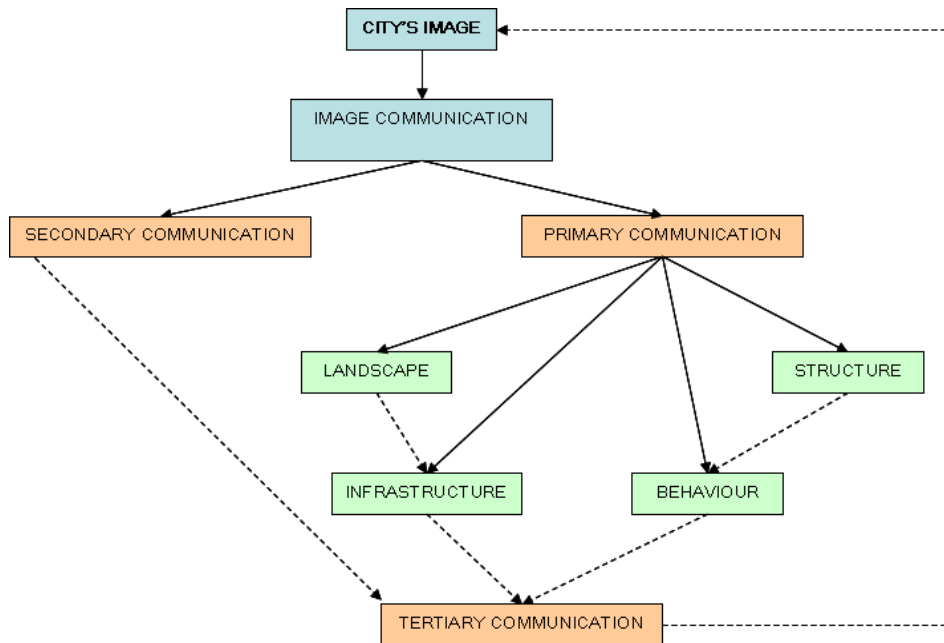 CITY'S IMAGE
IMAGE COMMUNICATION
SECONDARY COMMUNICATION
PRIMARY COMMUNICATION
LANDSCAPE
STRUCTURE
INFRASTRUCTURE
BEHAVIOUR
TERTIARY COMMUNICATION